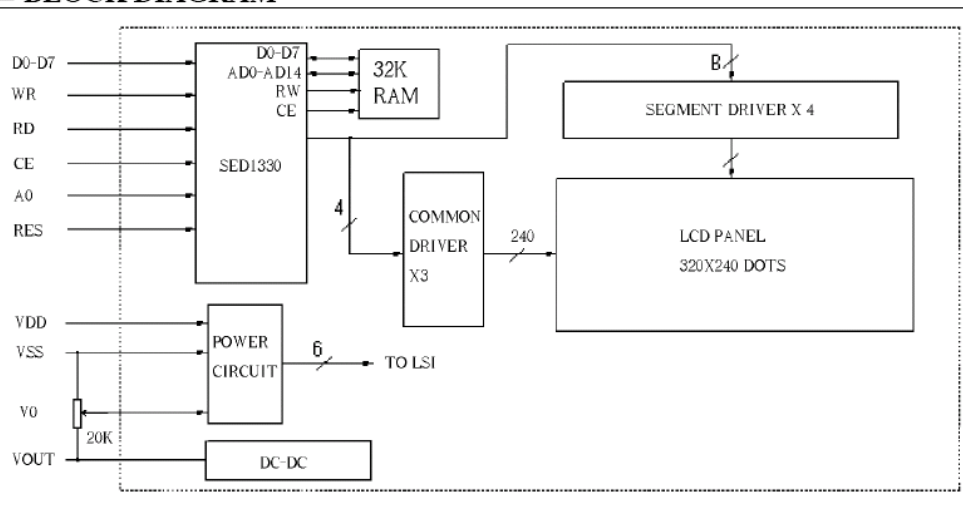 BLOCK DIAGRAM
D0-D7
WR
RD
CE
A0
RES
SED1330
D0-D7
AD0-AD14
RW
CE
32K
RAM
B
SEGMENT DRIVER X 4
4
COMMON
DRIVER
X3
240
LCD PANEL
320X240 DOTS
VDD
VSS
V0
20K
VOUT
POWER
CIRCUIT
6
TO LSI
DC-DC